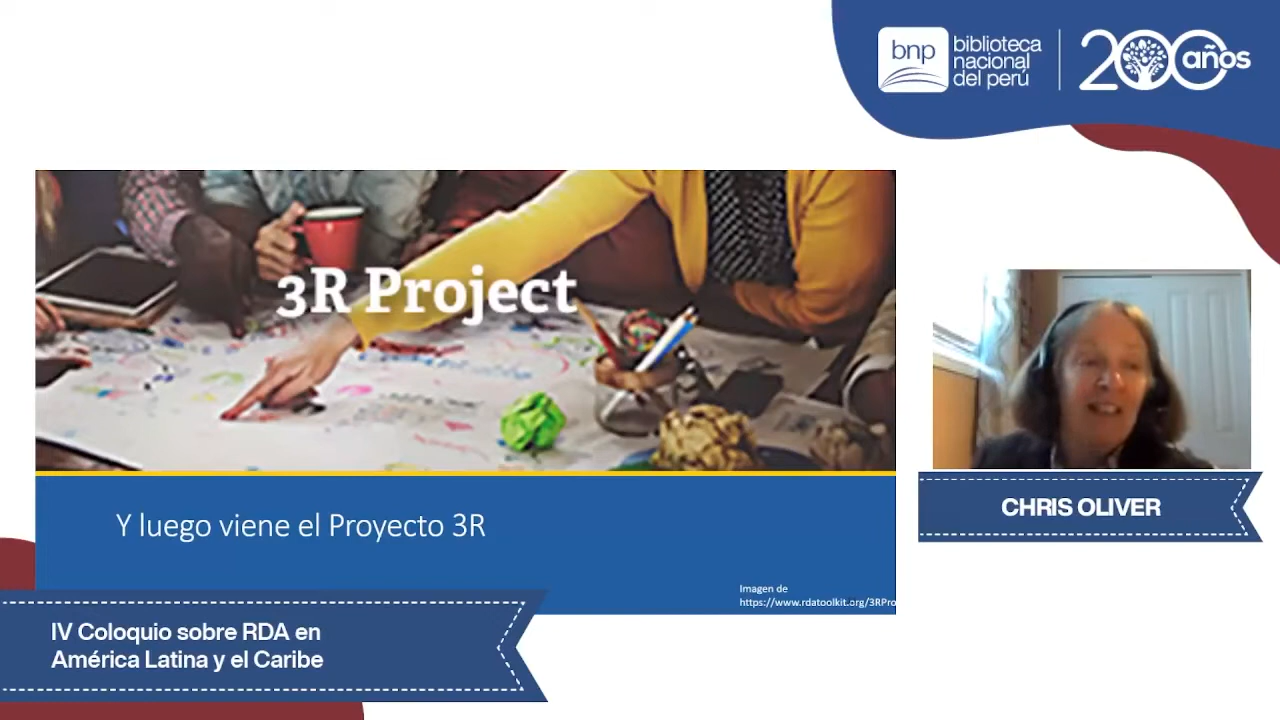 bnp
biblioteca
nacional
del perú
200 años
3R Project
Y luego viene el Proyecto 3R
Imagen de
https://www.rdatoolkit.org/3RPro
CHRIS OLIVER
IV Coloquio sobre RDA en
América Latina y el Caribe